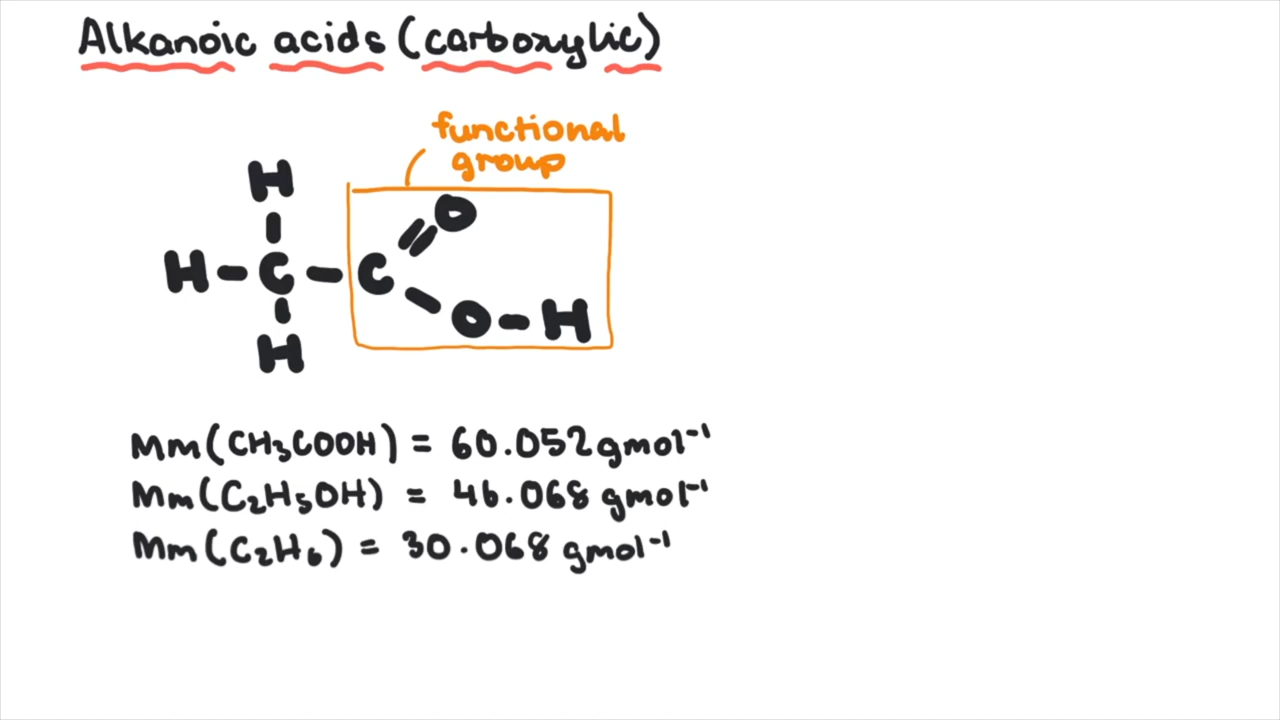 Alkanoic acids (carboxylic)
functional
group
H
O
H-C-C
O-H
H
Mm(CH3COOH) = 60.052 gmol⁻¹
Mm(C2H5OH) = 46.068 gmol⁻¹
Mm(C2H6) = 30.068 gmol⁻¹